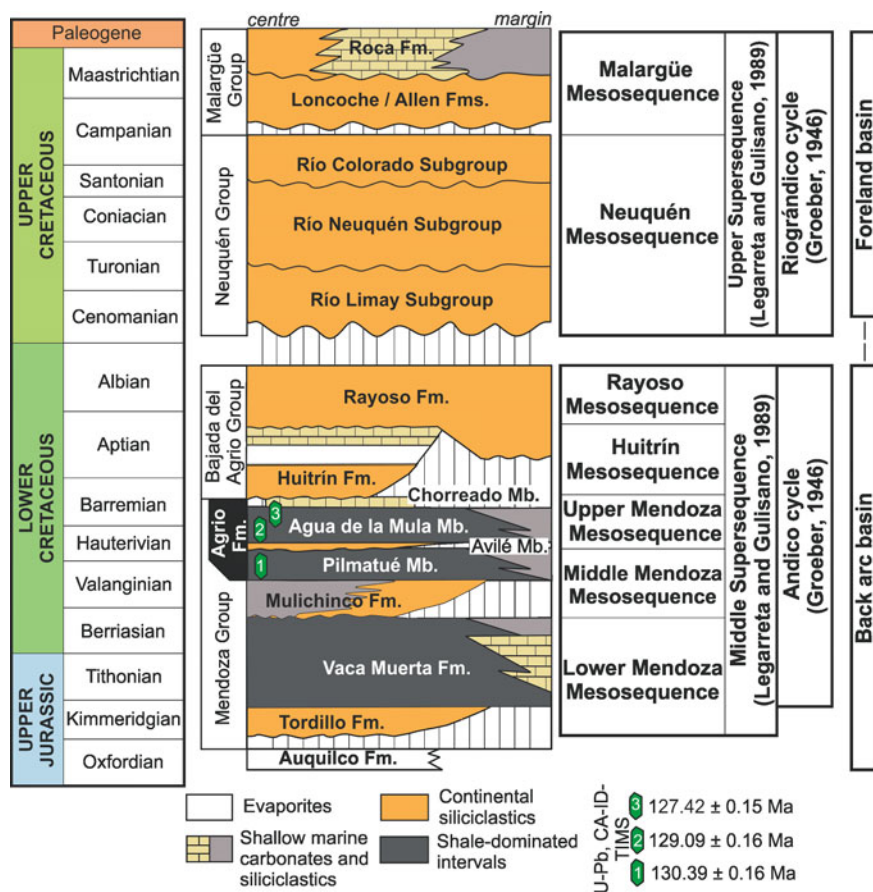 centre
margin
Paleogene
UPPER
CRETACEOUS
Maastrichtian
Campanian
Santonian
Coniacian
Turonian
Cenomanian
LOWER
CRETACEOUS
Albian
Aptian
Barremian
Hauterivian
Valanginian
Berriasian
UPPER
JURASSIC
Tithonian
Kimmeridgian
Oxfordian
Malargüe
Group
Neuquén Group
Bajada del
Agrio Group
Agrio
Fm.
Mendoza Group
Roca Fm.
Loncoche / Allen Fms.
Río Colorado Subgroup
Río Neuquén Subgroup
Río Limay Subgroup
Rayoso Fm.
Huitrín Fm.
Chorreado Mb.
3
2
Agua de la Mula Mb.
Avilé Mb.
1
Pilmatué Mb.
Mulichinco Fm.
Vaca Muerta Fm.
Tordillo Fm.
Auquilco Fm.
Malargüe
Mesosequence
Neuquén
Mesosequence
Rayoso
Mesosequence
Huitrín
Mesosequence
Upper Mendoza
Mesosequence
Middle Mendoza
Mesosequence
Lower Mendoza
Mesosequence
Upper Supersequence
(Legarreta and Gulisano, 1989)
Riográndico cycle
(Groeber, 1946)
Foreland basin
Middle Supersequence
(Legarreta and Gulisano, 1989)
Andico cycle
(Groeber, 1946)
Back arc basin
Evaporites
Continental
siliciclastics
Shallow marine
carbonates and
siliciclastics
Shale-dominated
intervals
U-Pb, CA-ID-
TIMS
3 127.42 ± 0.15 Ma
2 129.09 ± 0.16 Ma
1 130.39 ± 0.16 Ma